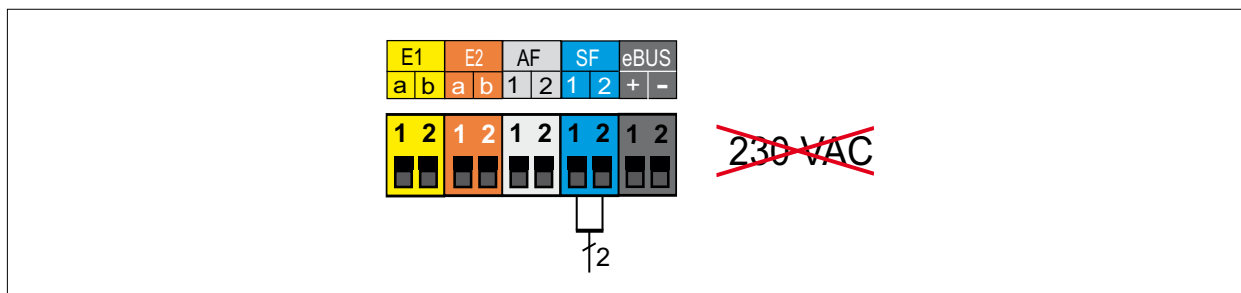 E1 E2 AF SF eBUS
a b a b 1 2 1 2 + -
1 2 1 2 1 2 1 2 1 2
230 VAC
2